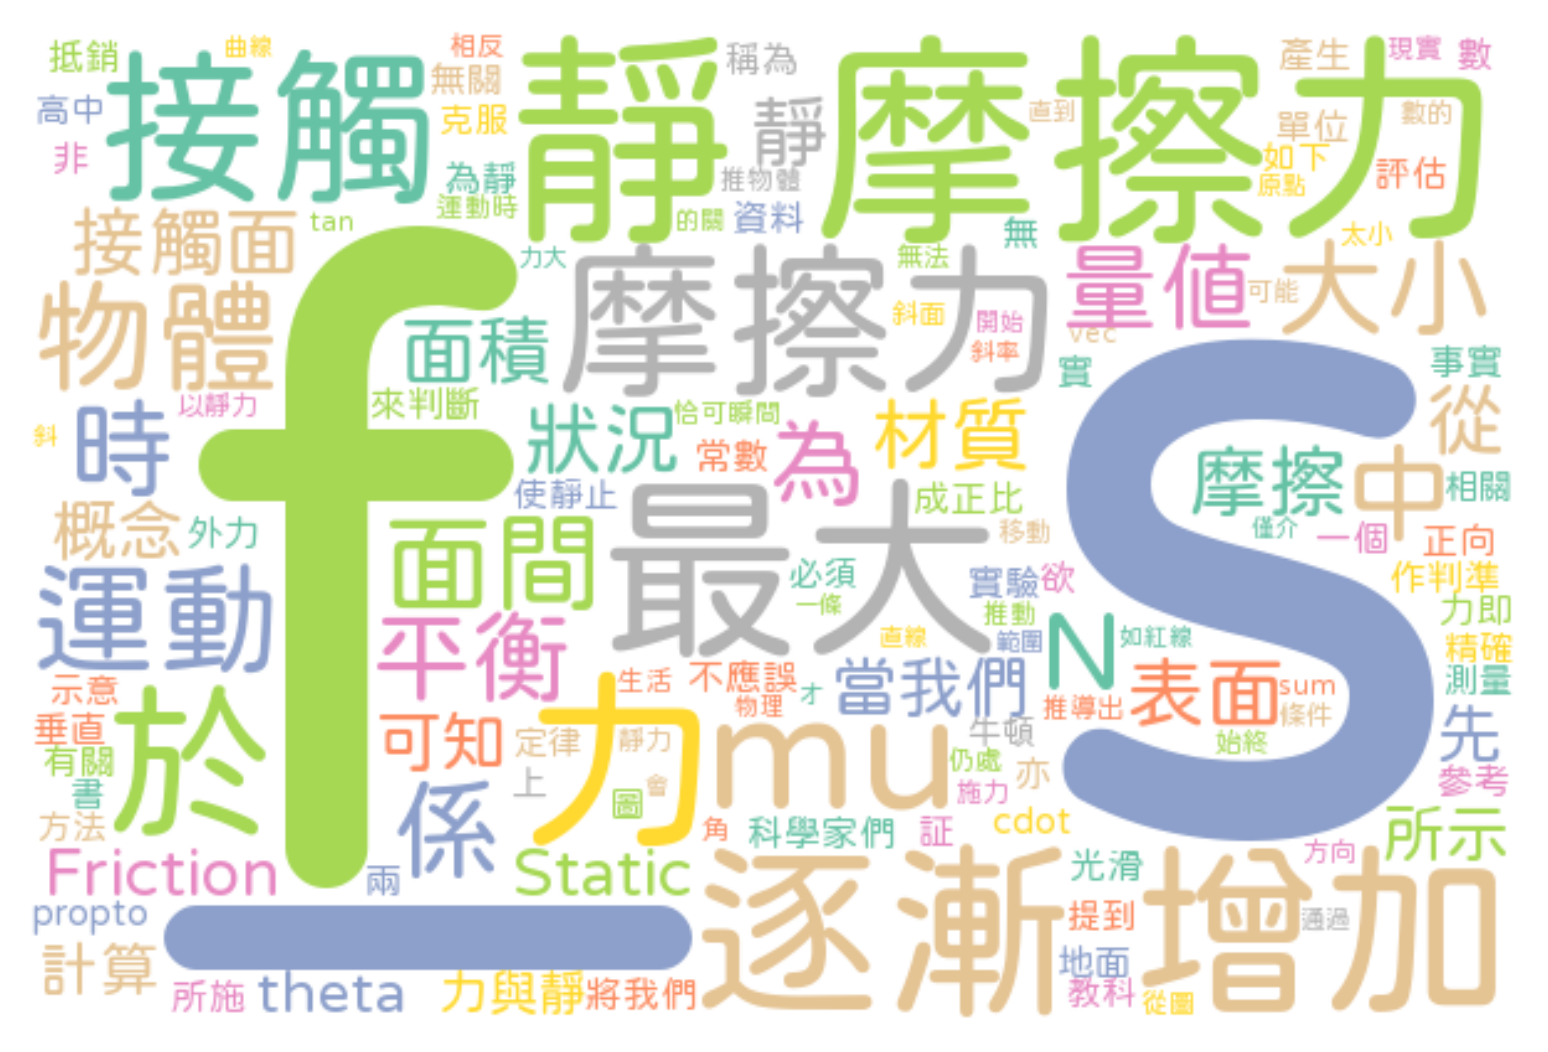 抵銷 曲線 接觸 相反 無關 靜 稱為 摩擦力 產生 現實 數
高中 克服 靜 直到 單位 數的
非 為靜 推物體 如下 評估
運動時 原點
接觸面 tan 的關 資料 無 太小
f 力大 摩擦力 無法 量值 可能 大小
物體 面積 斜面 開始 vec
斜率 實 s 事實
時 以靜力 來判斷 狀況 恰可瞬間 為 材質 從
斜 常數 摩擦 中
使靜止 成正比 相關
概念 外力 面間 最大 移動 僅介 一個 正向
運動 必須 實驗 欲 作判準
一條 推動 力即
平衡 直線 範圍 N 如紅線 精確
示意 生活 不應誤 當我們 表面 sum 測量
垂直 於 可知 力 物理 才 推導出 條件 先
有關 定律 靜力 mu 牛頓 始終
書 上 會 仍處 亦 參考
係 圖 施力
方法 角 科學家們 証 cdot 所示
Friction 兩 Static 逐漸增加 光滑 方向
propto _ 提到 通過
計算 地面
所施 theta 力與靜 將我們 教科 從圖